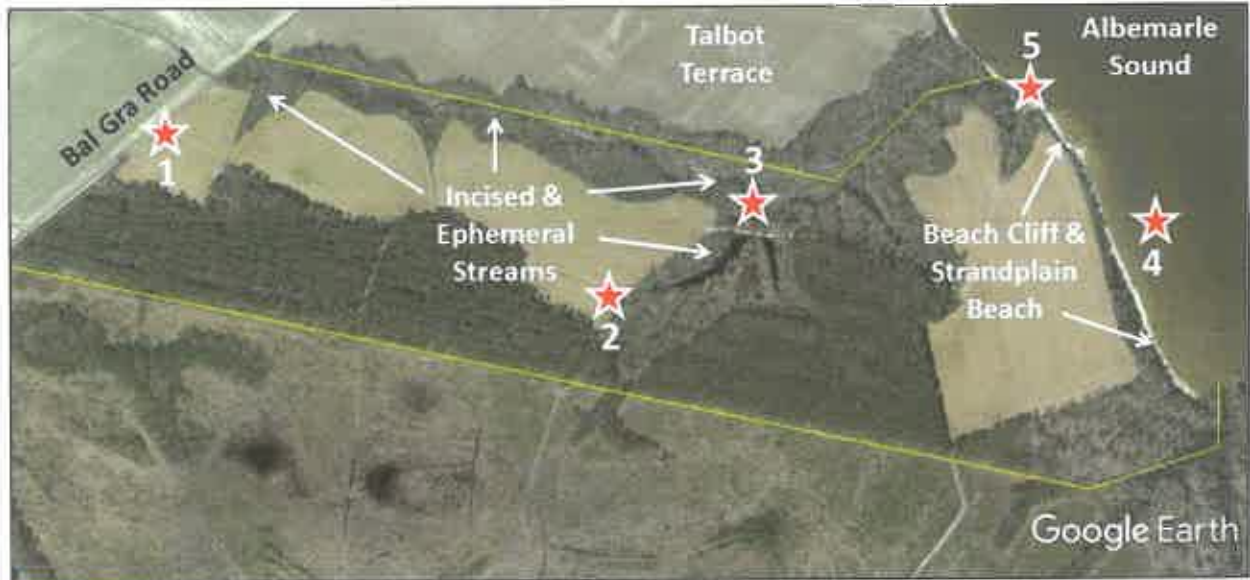 Talbot
Terrace
Albemarle
Sound
5
Bal Gra Road
1
3
Incised &
Ephemeral
Streams
2
Beach Cliff &
Strandplain
Beach
4
Google Earth